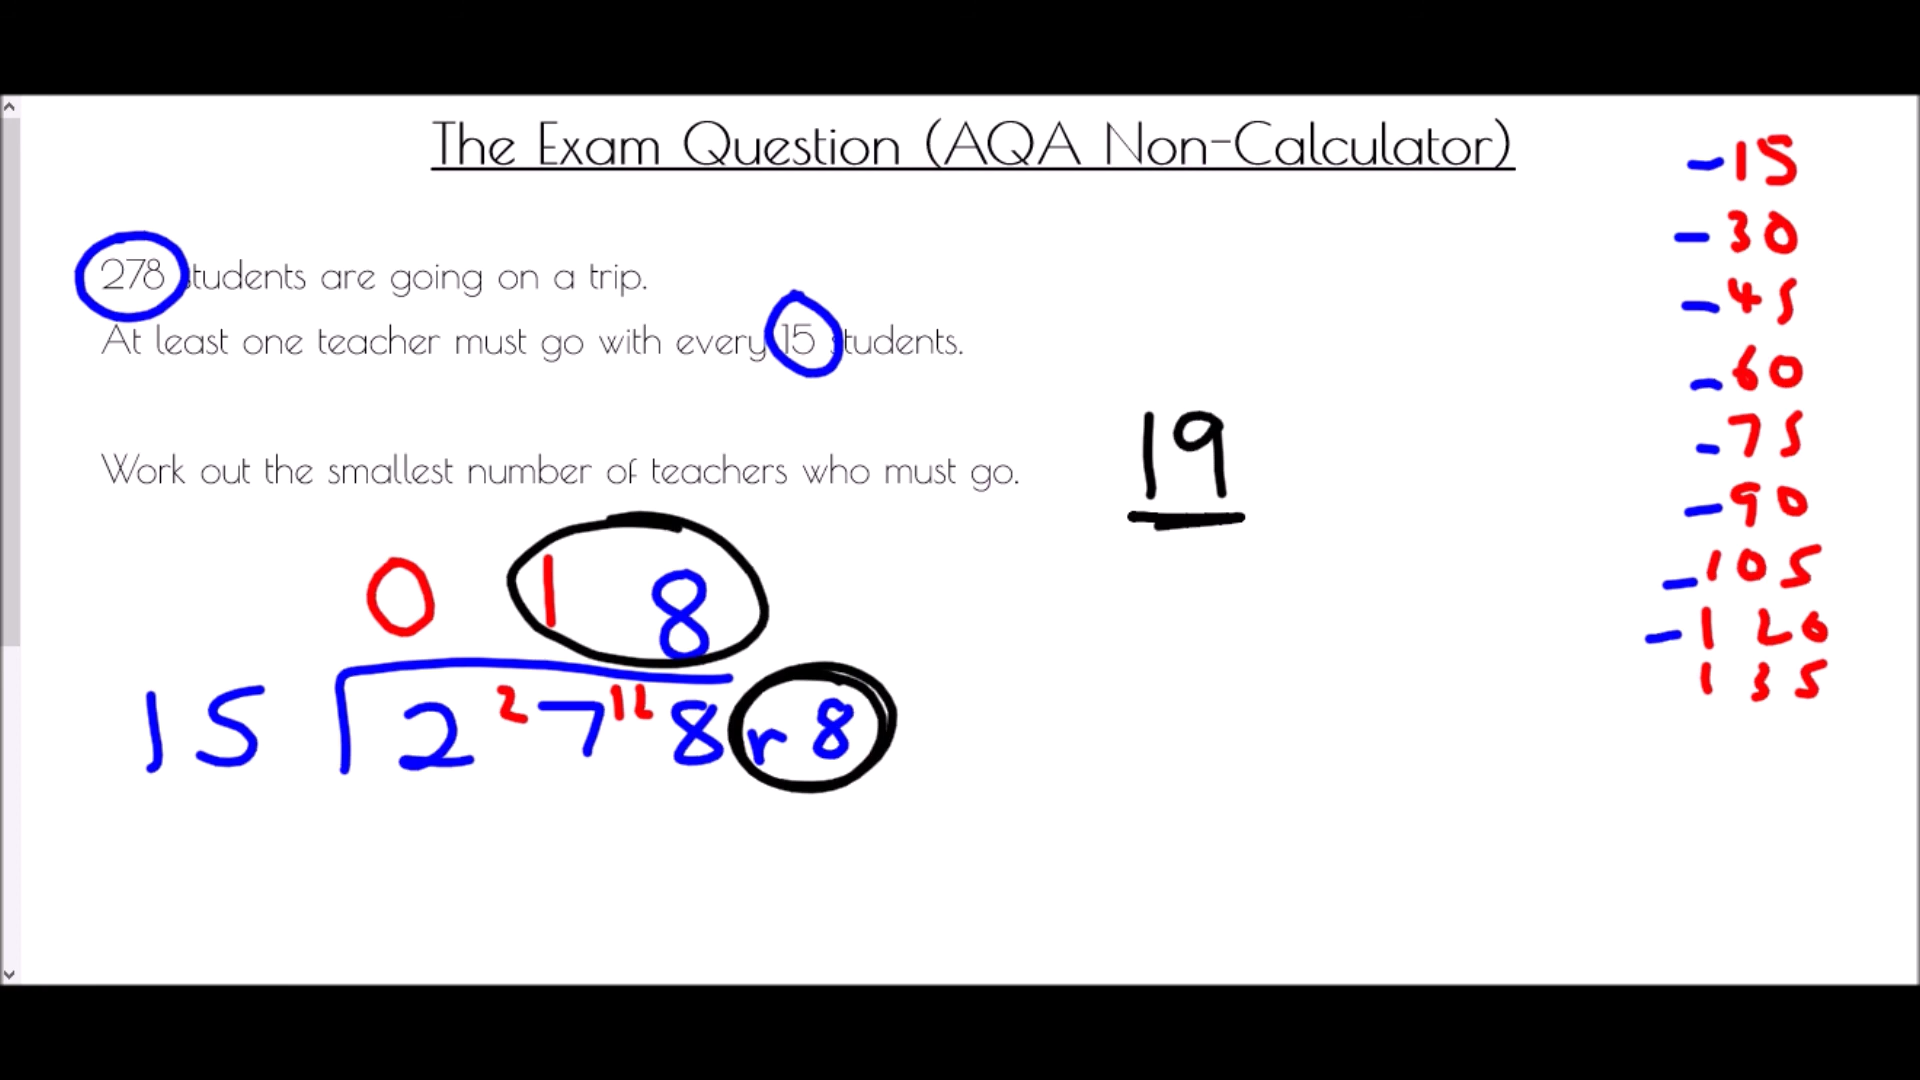 The Exam Question (AQA Non-Calculator)
278 students are going on a trip.
At least one teacher must go with every 15 students.
Work out the smallest number of teachers who must go.
19
0 1 8
15 2 2 7 12 8 r 8
-15
-30
-45
-60
-75
-90
-105
-120
135